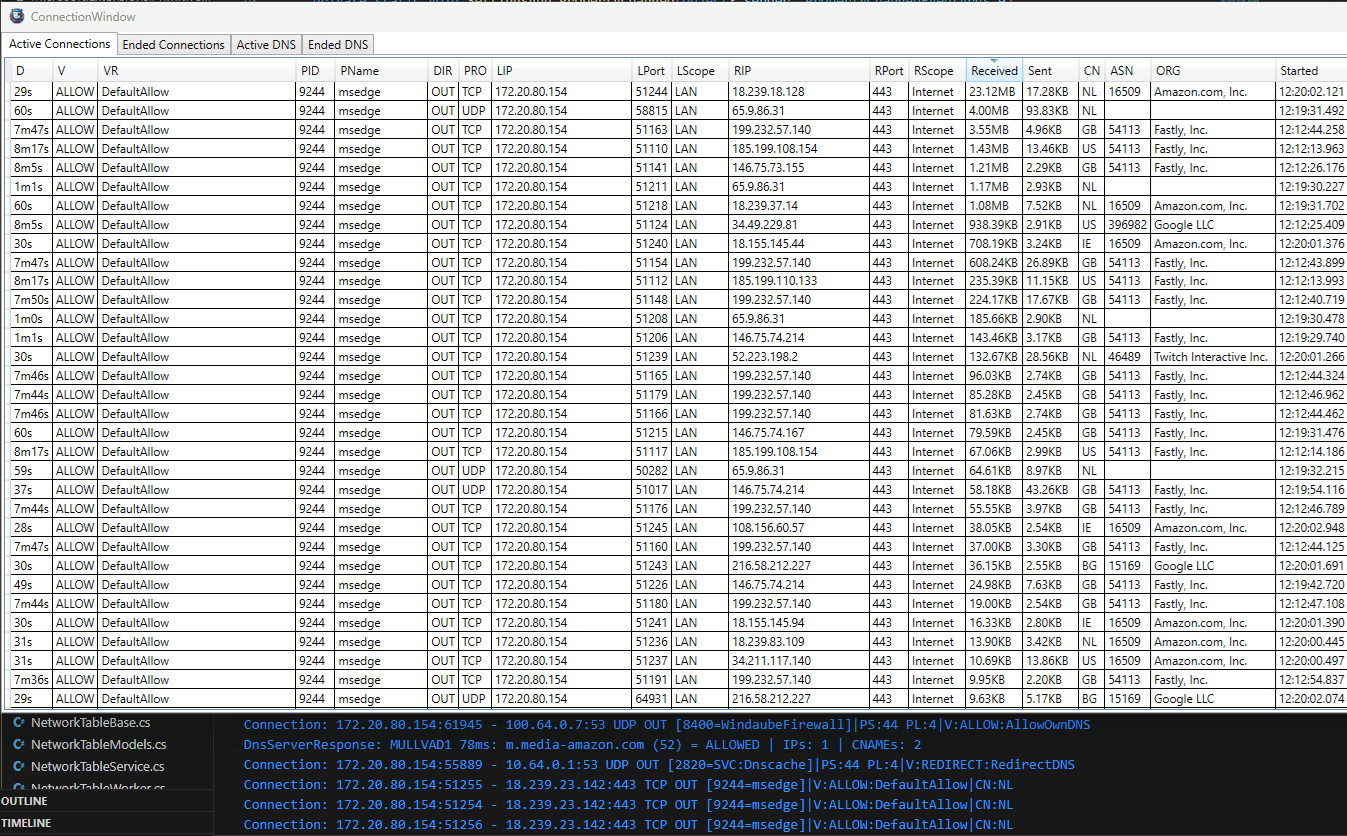 ConnectionWindow
Active Connections Ended Connections Active DNS Ended DNS
D V VR PID PName DIR PRO LIP LPort LScope RIP RPort RScope Received Sent CN ASN ORG Started
29s ALLOW DefaultAllow 9244 msedge OUT TCP 172.20.80.154 51244 LAN 18.239.18.128 443 Internet 23.12MB 17.28KB NL 16509 Amazon.com, Inc. 12:20:02.121
60s ALLOW DefaultAllow 9244 msedge OUT UDP 172.20.80.154 58815 LAN 65.9.86.31 443 Internet 4.00MB 93.83KB NL 12:19:31.492
7m47s ALLOW DefaultAllow 9244 msedge OUT TCP 172.20.80.154 51163 LAN 199.232.57.140 443 Internet 3.55MB 4.96KB GB 54113 Fastly, Inc. 12:12:44.258
8m17s ALLOW DefaultAllow 9244 msedge OUT TCP 172.20.80.154 51110 LAN 185.199.108.154 443 Internet 1.43MB 13.46KB US 54113 Fastly, Inc. 12:12:13.963
8m5s ALLOW DefaultAllow 9244 msedge OUT TCP 172.20.80.154 51141 LAN 146.75.73.155 443 Internet 1.21MB 2.29KB GB 54113 Fastly, Inc. 12:12:26.176
1m1s ALLOW DefaultAllow 9244 msedge OUT TCP 172.20.80.154 51211 LAN 65.9.86.31 443 Internet 1.17MB 2.93KB NL 12:19:30.227
60s ALLOW DefaultAllow 9244 msedge OUT TCP 172.20.80.154 51218 LAN 18.239.37.14 443 Internet 1.08MB 7.52KB NL 16509 Amazon.com, Inc. 12:19:31.702
8m5s ALLOW DefaultAllow 9244 msedge OUT TCP 172.20.80.154 51124 LAN 34.49.229.81 443 Internet 938.39KB 2.91KB US 396982 Google LLC 12:12:25.409
30s ALLOW DefaultAllow 9244 msedge OUT TCP 172.20.80.154 51240 LAN 18.155.145.44 443 Internet 708.19KB 3.24KB IE 16509 Amazon.com, Inc. 12:20:01.376
7m47s ALLOW DefaultAllow 9244 msedge OUT TCP 172.20.80.154 51154 LAN 199.232.57.140 443 Internet 608.24KB 26.89KB GB 54113 Fastly, Inc. 12:12:43.899
8m17s ALLOW DefaultAllow 9244 msedge OUT TCP 172.20.80.154 51112 LAN 185.199.110.133 443 Internet 235.39KB 11.15KB US 54113 Fastly, Inc. 12:12:13.993
7m50s ALLOW DefaultAllow 9244 msedge OUT TCP 172.20.80.154 51148 LAN 199.232.57.140 443 Internet 224.17KB 17.67KB GB 54113 Fastly, Inc. 12:12:40.719
1m0s ALLOW DefaultAllow 9244 msedge OUT TCP 172.20.80.154 51208 LAN 65.9.86.31 443 Internet 185.66KB 2.90KB NL 12:19:30.478
1m1s ALLOW DefaultAllow 9244 msedge OUT TCP 172.20.80.154 51206 LAN 146.75.74.214 443 Internet 143.46KB 3.17KB GB 54113 Fastly, Inc. 12:19:29.740
30s ALLOW DefaultAllow 9244 msedge OUT TCP 172.20.80.154 51239 LAN 52.223.198.2 443 Internet 132.67KB 28.56KB NL 46489 Twitch Interactive Inc. 12:20:01.266
7m46s ALLOW DefaultAllow 9244 msedge OUT TCP 172.20.80.154 51165 LAN 199.232.57.140 443 Internet 96.03KB 2.74KB GB 54113 Fastly, Inc. 12:12:44.324
7m44s ALLOW DefaultAllow 9244 msedge OUT TCP 172.20.80.154 51179 LAN 199.232.57.140 443 Internet 85.28KB 2.45KB GB 54113 Fastly, Inc. 12:12:46.962
7m46s ALLOW DefaultAllow 9244 msedge OUT TCP 172.20.80.154 51166 LAN 199.232.57.140 443 Internet 81.63KB 2.74KB GB 54113 Fastly, Inc. 12:12:44.462
60s ALLOW DefaultAllow 9244 msedge OUT TCP 172.20.80.154 51215 LAN 146.75.74.167 443 Internet 79.59KB 2.45KB GB 54113 Fastly, Inc. 12:19:31.476
8m17s ALLOW DefaultAllow 9244 msedge OUT TCP 172.20.80.154 51117 LAN 185.199.108.154 443 Internet 67.06KB 2.99KB US 54113 Fastly, Inc. 12:12:14.186
59s ALLOW DefaultAllow 9244 msedge OUT UDP 172.20.80.154 50282 LAN 65.9.86.31 443 Internet 64.61KB 8.97KB NL 12:19:32.215
37s ALLOW DefaultAllow 9244 msedge OUT UDP 172.20.80.154 51017 LAN 146.75.74.214 443 Internet 58.18KB 43.26KB GB 54113 Fastly, Inc. 12:19:54.116
7m44s ALLOW DefaultAllow 9244 msedge OUT TCP 172.20.80.154 51176 LAN 199.232.57.140 443 Internet 55.55KB 3.97KB GB 54113 Fastly, Inc. 12:12:46.789
28s ALLOW DefaultAllow 9244 msedge OUT TCP 172.20.80.154 51245 LAN 108.156.60.57 443 Internet 38.05KB 2.54KB IE 16509 Amazon.com, Inc. 12:20:02.948
7m47s ALLOW DefaultAllow 9244 msedge OUT TCP 172.20.80.154 51160 LAN 199.232.57.140 443 Internet 37.00KB 3.30KB GB 54113 Fastly, Inc. 12:12:44.125
30s ALLOW DefaultAllow 9244 msedge OUT TCP 172.20.80.154 51243 LAN 216.58.212.227 443 Internet 36.15KB 2.55KB BG 15169 Google LLC 12:20:01.691
49s ALLOW DefaultAllow 9244 msedge OUT TCP 172.20.80.154 51226 LAN 146.75.74.214 443 Internet 24.98KB 7.63KB GB 54113 Fastly, Inc. 12:19:42.720
7m44s ALLOW DefaultAllow 9244 msedge OUT TCP 172.20.80.154 51180 LAN 199.232.57.140 443 Internet 19.00KB 2.54KB GB 54113 Fastly, Inc. 12:12:47.108
30s ALLOW DefaultAllow 9244 msedge OUT TCP 172.20.80.154 51241 LAN 18.155.145.94 443 Internet 16.33KB 2.80KB IE 16509 Amazon.com, Inc. 12:20:01.390
31s ALLOW DefaultAllow 9244 msedge OUT TCP 172.20.80.154 51236 LAN 18.239.83.109 443 Internet 13.90KB 3.42KB NL 16509 Amazon.com, Inc. 12:20:00.445
31s ALLOW DefaultAllow 9244 msedge OUT TCP 172.20.80.154 51237 LAN 34.211.117.140 443 Internet 10.69KB 13.86KB US 16509 Amazon.com, Inc. 12:20:00.497
7m36s ALLOW DefaultAllow 9244 msedge OUT TCP 172.20.80.154 51191 LAN 199.232.57.140 443 Internet 9.95KB 2.20KB GB 54113 Fastly, Inc. 12:12:54.837
29s ALLOW DefaultAllow 9244 msedge OUT UDP 172.20.80.154 64931 LAN 216.58.212.227 443 Internet 9.63KB 5.17KB BG 15169 Google LLC 12:20:02.074
NetworkTableBase.cs
NetworkTableModels.cs
NetworkTableService.cs
NetworkTableWorker.cs
OUTLINE
TIMELINE
Connection: 172.20.80.154:61945 - 100.64.0.7:53 UDP OUT [8400=WindaubeFirewall]|PS:44 PL:4|V:ALLOW:AllowOwnDNS
DnsServerResponse: MULLVAD1 78ms: m.media-amazon.com (52) = ALLOWED | IPs: 1 | CNAMEs: 2
Connection: 172.20.80.154:55889 - 10.64.0.1:53 UDP OUT [2820=SVC:Dnscache]|PS:44 PL:4|V:REDIRECT:RedirectDNS
Connection: 172.20.80.154:51255 - 18.239.23.142:443 TCP OUT [9244=msedge]|V:ALLOW:DefaultAllow|CN:NL
Connection: 172.20.80.154:51254 - 18.239.23.142:443 TCP OUT [9244=msedge]|V:ALLOW:DefaultAllow|CN:NL
Connection: 172.20.80.154:51256 - 18.239.23.142:443 TCP OUT [9244=msedge]|V:ALLOW:DefaultAllow|CN:NL